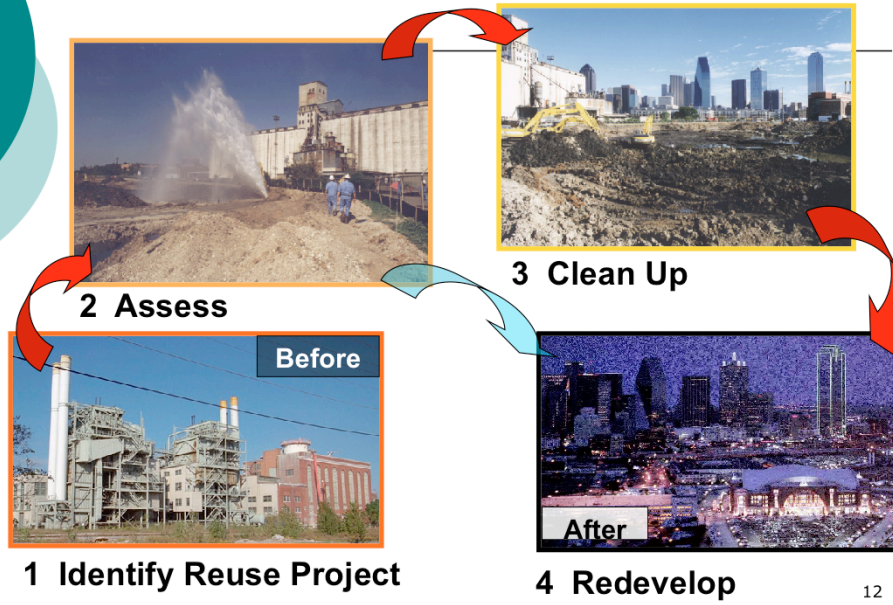 2 Assess
3 Clean Up
Before
1 Identify Reuse Project
After
4 Redevelop
12